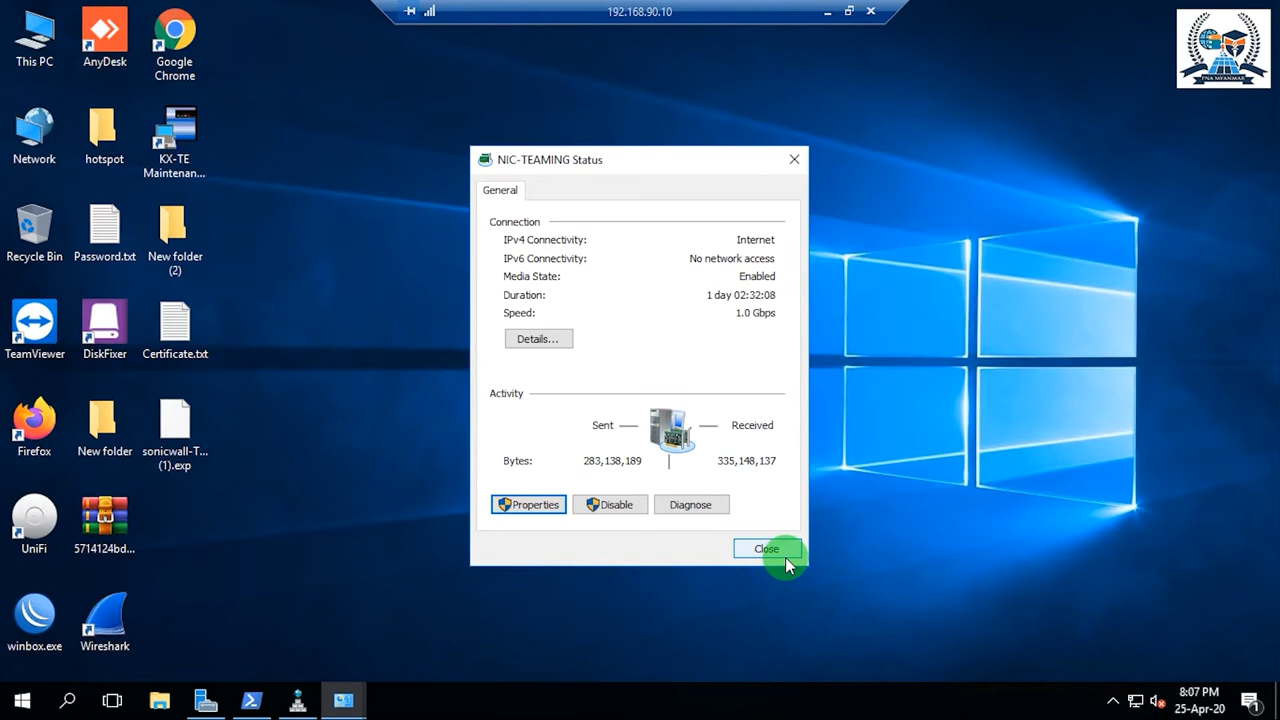 192.168.90.10
This PC
AnyDesk
Google
Chrome
PNA MYANMAR
Network
hotspot
KX-TE
Maintenan...
Recycle Bin
Password.txt
New folder
(2)
TeamViewer
DiskFixer
Certificate.txt
Firefox
New folder
sonicwall-T...
(1).exp
UniFi
5714124bd...
winbox.exe
Wireshark
NIC-TEAMING Status
General
Connection
IPv4 Connectivity: Internet
IPv6 Connectivity: No network access
Media State: Enabled
Duration: 1 day 02:32:08
Speed: 1.0 Gbps
Details...
Activity
Sent — — Received
Bytes: 283,138,189 | 335,148,137
Properties Disable Diagnose
Close
8:07 PM
25-Apr-20
1